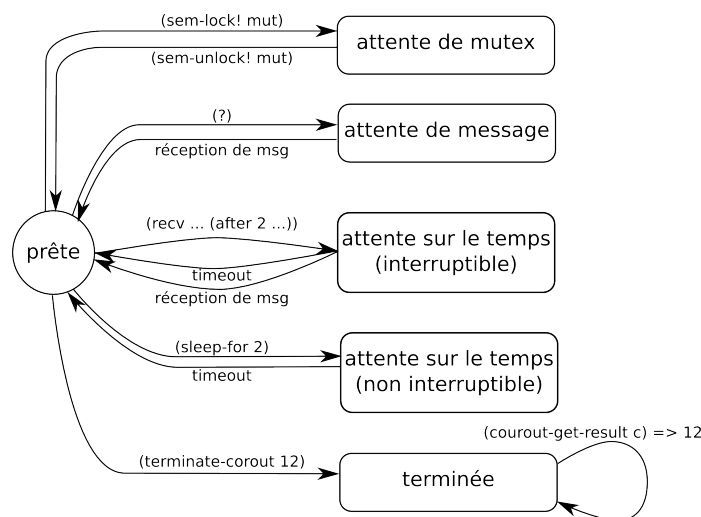 (sem-lock! mut)
attente de mutex
(sem-unlock! mut)
(?)
attente de message
réception de msg
(recv ... (after 2 ...))
attente sur le temps
(interruptible)
prête
timeout
réception de msg
(sleep-for 2)
attente sur le temps
(non interruptible)
timeout
(courout-get-result c) => 12
(terminate-corout 12)
terminée